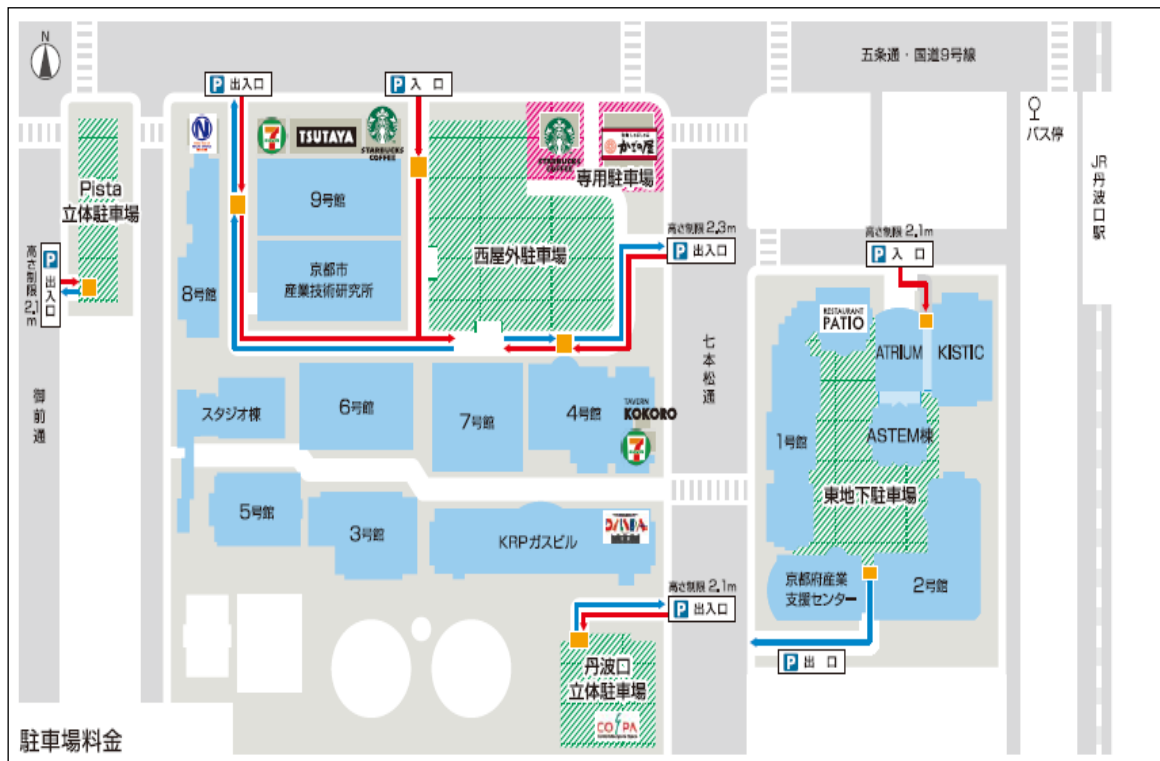 N
五条通・国道9号線
P 出入口
P 入 口
バス停
JR丹波口駅
7
TSUTAYA
STARBUCKS
COFFEE
STARBUCKS
COFFEE
かごの屋
専用駐車場
Pista
立体駐車場
9号館
高さ制限 2.3m
P 出入口
高さ制限 2.1m
P 入 口
西屋外駐車場
高さ制限2.1m
P 出入口
8号館
京都市
産業技術研究所
RESTAURANT
PATIO
ATRIUM
KISTIC
七本松通
御前通
スタジオ棟
6号館
7号館
4号館
TAVERN
KOKORO
7
1号館
ASTEM棟
東地下駐車場
5号館
3号館
KRPガスビル
京都府産業
支援センター
2号館
高さ制限 2.1m
P 出入口
P 出 口
丹波口
立体駐車場
CO PA
駐車場料金